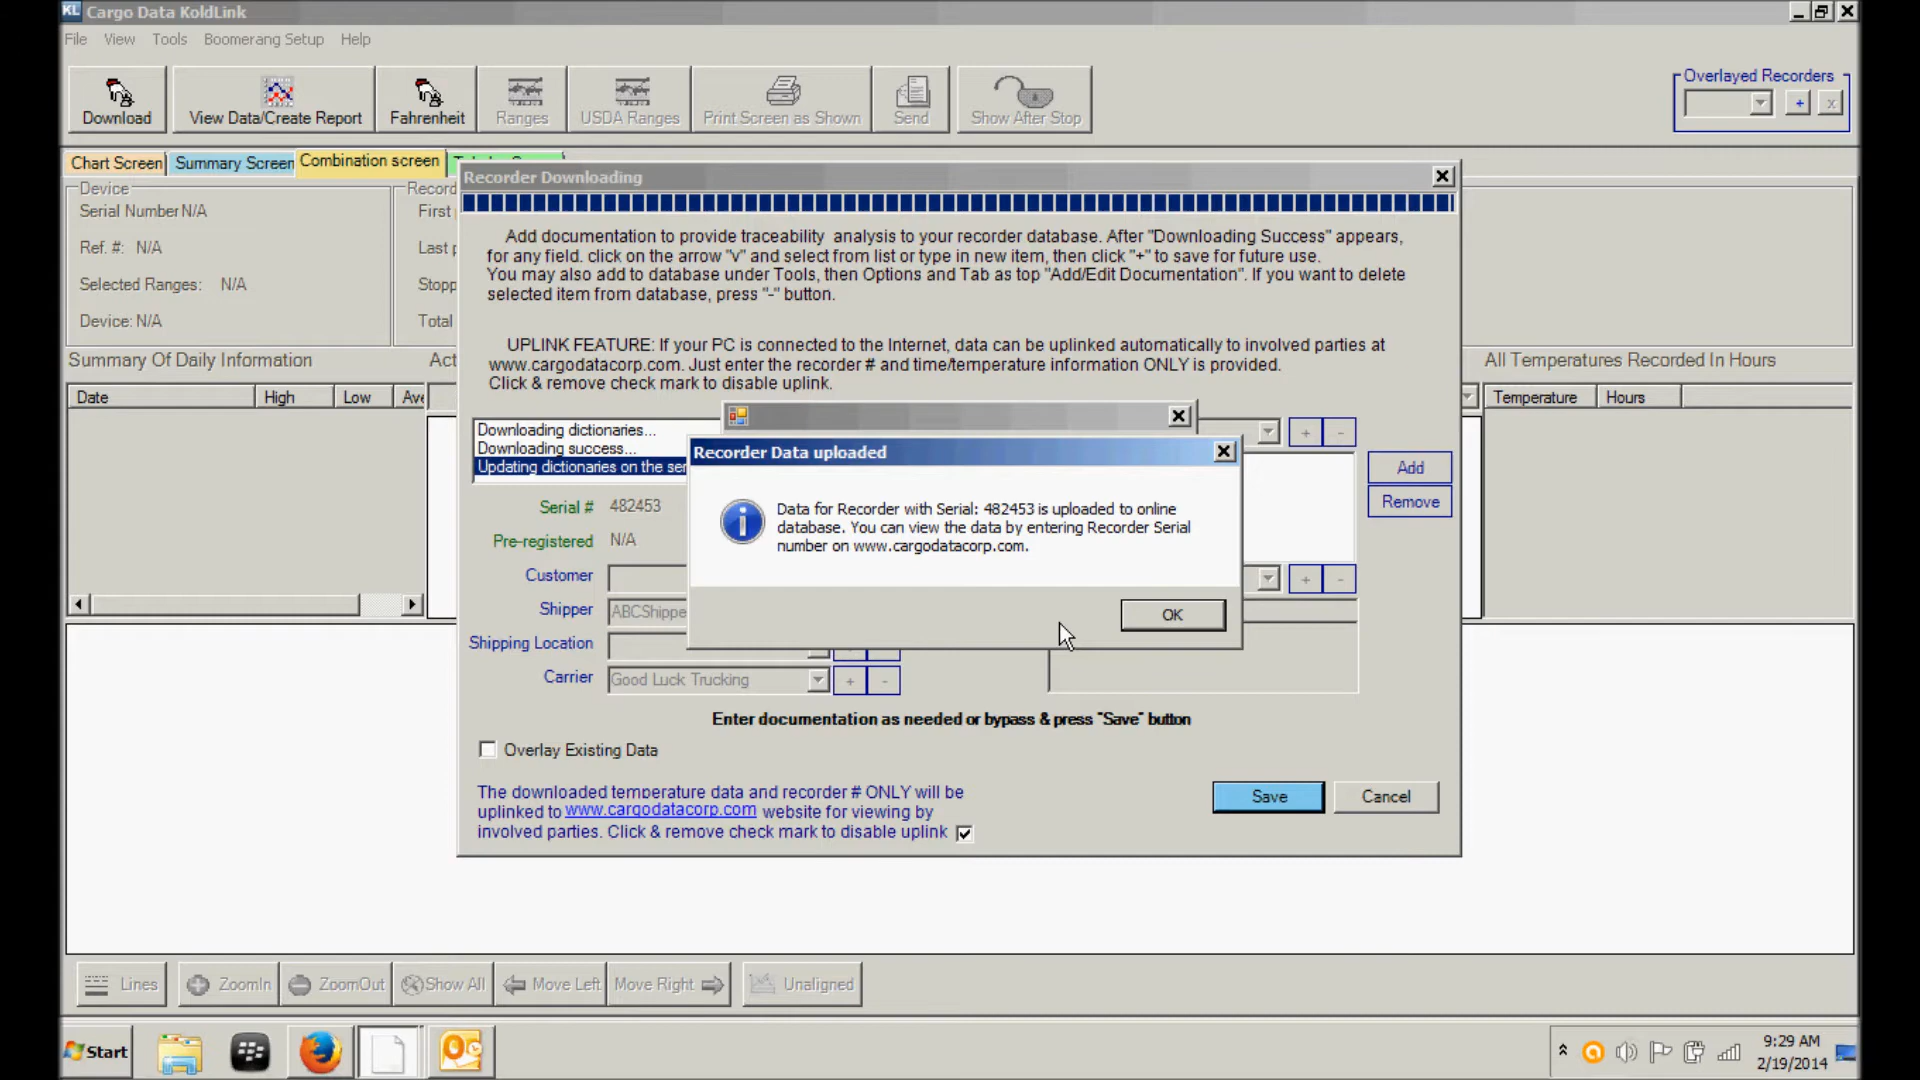 KL Cargo Data KoldLink
File View Tools Boomerang Setup Help
Download View Data/Create Report Fahrenheit Ranges USDA Ranges Print Screen as Shown Send Show After Stop
Overlayed Recorders
+ x
Chart Screen Summary Screen Combination screen
Recorder Downloading
Device
Serial Number N/A
Ref. #: N/A
Selected Ranges: N/A
Device: N/A
Record
First
Last
Stopp
Total
Add documentation to provide traceability analysis to your recorder database. After "Downloading Success" appears,
for any field. click on the arrow "v" and select from list or type in new item, then click "+" to save for future use.
You may also add to database under Tools, then Options and Tab as top "Add/Edit Documentation". If you want to delete
selected item from database, press "-" button.
UPLINK FEATURE: If your PC is connected to the Internet, data can be uplinked automatically to involved parties at
www.cargodatacorp.com. Just enter the recorder # and time/temperature information ONLY is provided.
Click & remove check mark to disable uplink.
Summary Of Daily Information
Act
All Temperatures Recorded In Hours
Date High Low Ave
Temperature Hours
Downloading dictionaries...
Downloading success...
Updating dictionaries on the ser
+ -
Add
Remove
Recorder Data uploaded
Data for Recorder with Serial: 482453 is uploaded to online
database. You can view the data by entering Recorder Serial
number on www.cargodatacorp.com.
OK
Serial # 482453
Pre-registered N/A
Customer
+ -
Shipper ABCShippe
Shipping Location
Carrier Good Luck Trucking + -
Enter documentation as needed or bypass & press "Save" button
Overlay Existing Data
The downloaded temperature data and recorder # ONLY will be
uplinked to www.cargodatacorp.com website for viewing by
involved parties. Click & remove check mark to disable uplink
Save Cancel
Lines ZoomIn ZoomOut Show All Move Left Move Right Unaligned
Start
9:29 AM
2/19/2014